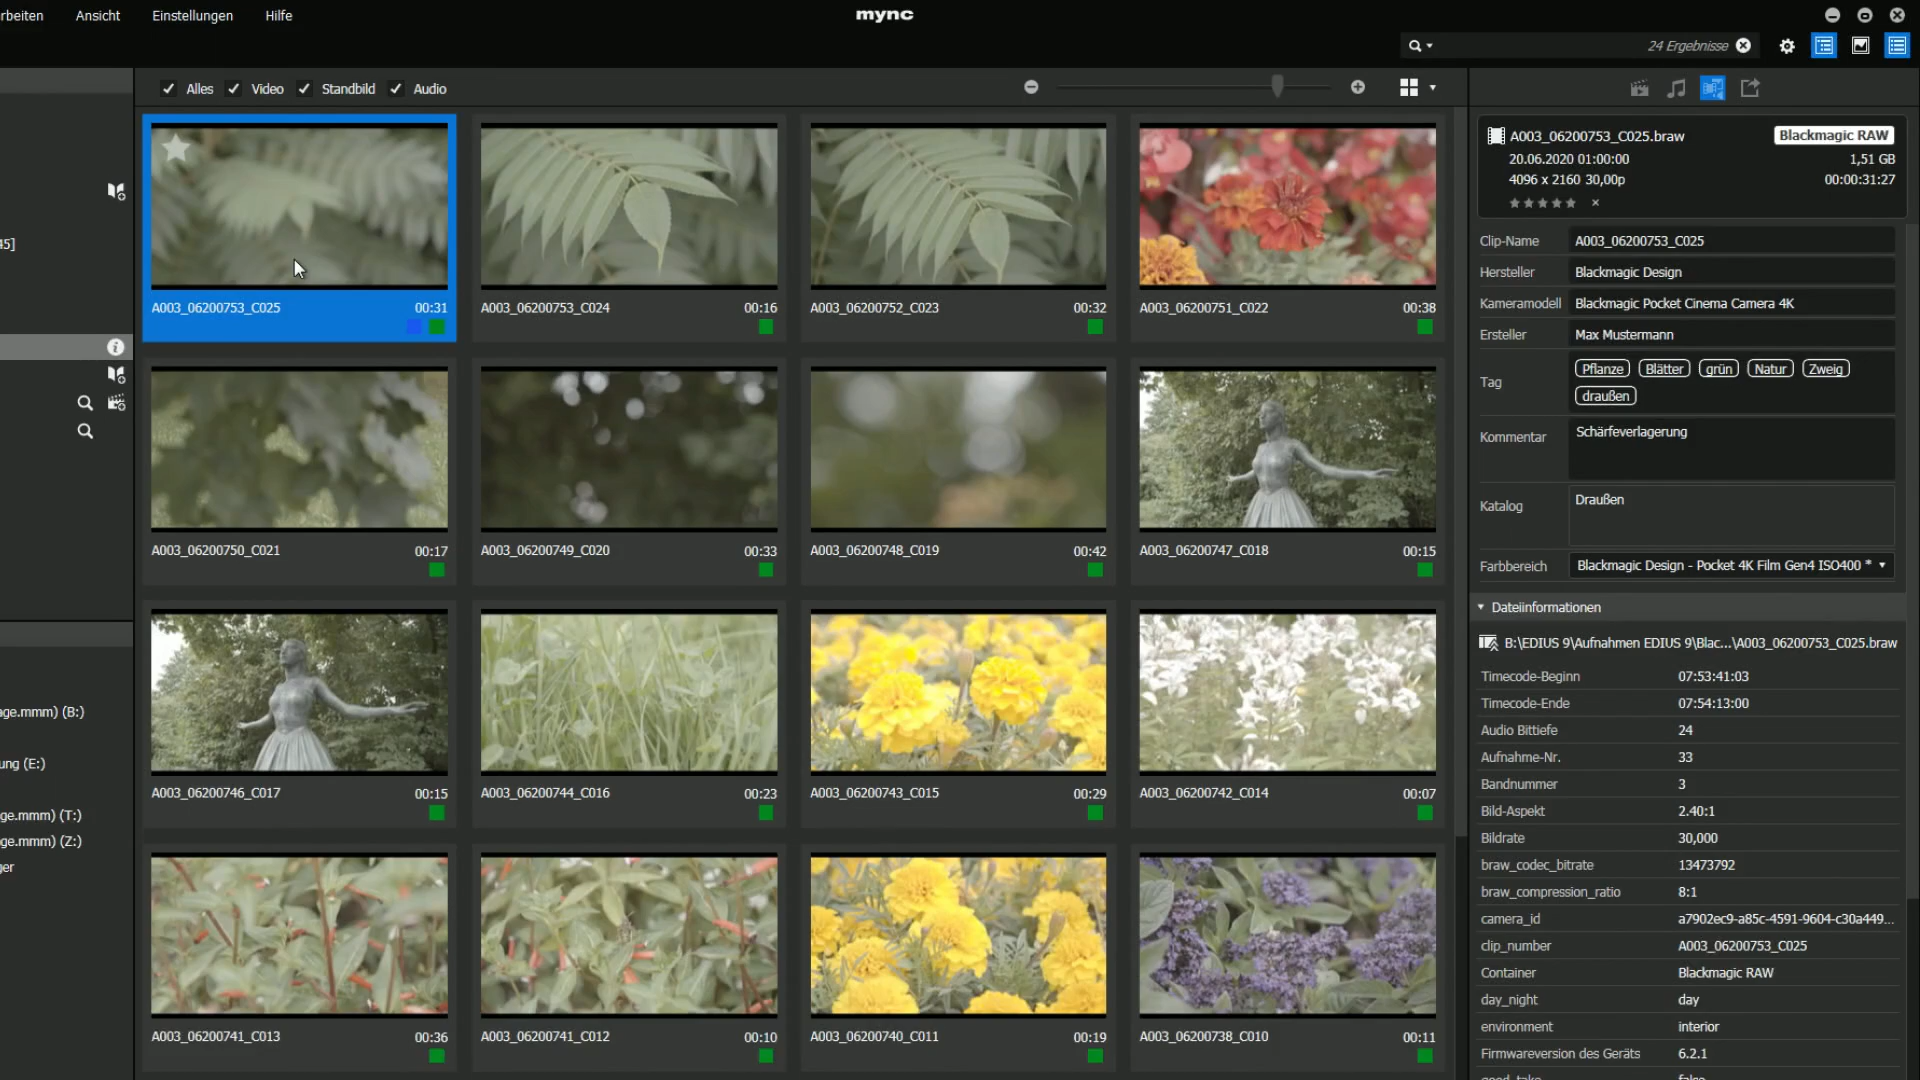 rbeiten Ansicht Einstellungen Hilfe
mync
24 Ergebnisse
Alles Video Standbild Audio
45]
age.mmm) (B:)
ung (E:)
ge.mmm) (T:)
ge.mmm) (Z:)
ger
A003_06200753_C025 00:31
A003_06200753_C024 00:16
A003_06200752_C023 00:32
A003_06200751_C022 00:38
A003_06200750_C021 00:17
A003_06200749_C020 00:33
A003_06200748_C019 00:42
A003_06200747_C018 00:15
A003_06200746_C017 00:15
A003_06200744_C016 00:23
A003_06200743_C015 00:29
A003_06200742_C014 00:07
A003_06200741_C013 00:36
A003_06200741_C012 00:10
A003_06200740_C011 00:19
A003_06200738_C010 00:11
A003_06200753_C025.braw Blackmagic RAW
20.06.2020 01:00:00 1,51 GB
4096 x 2160 30,00p 00:00:31:27
Clip-Name A003_06200753_C025
Hersteller Blackmagic Design
Kameramodell Blackmagic Pocket Cinema Camera 4K
Ersteller Max Mustermann
Tag Pflanze Blätter grün Natur Zweig
draußen
Kommentar Schärfeverlagerung
Katalog Draußen
Farbbereich Blackmagic Design - Pocket 4K Film Gen4 ISO400 *
Dateiinformationen
B:\EDIUS 9\Aufnahmen EDIUS 9\Blac...\A003_06200753_C025.braw
Timecode-Beginn 07:53:41:03
Timecode-Ende 07:54:13:00
Audio Bittiefe 24
Aufnahme-Nr. 33
Bandnummer 3
Bild-Aspekt 2.40:1
Bildrate 30,000
braw_codec_bitrate 13473792
braw_compression_ratio 8:1
camera_id a7902ec9-a85c-4591-9604-c30a449...
clip_number A003_06200753_C025
Container Blackmagic RAW
day_night day
environment interior
Firmwareversion des Geräts 6.2.1